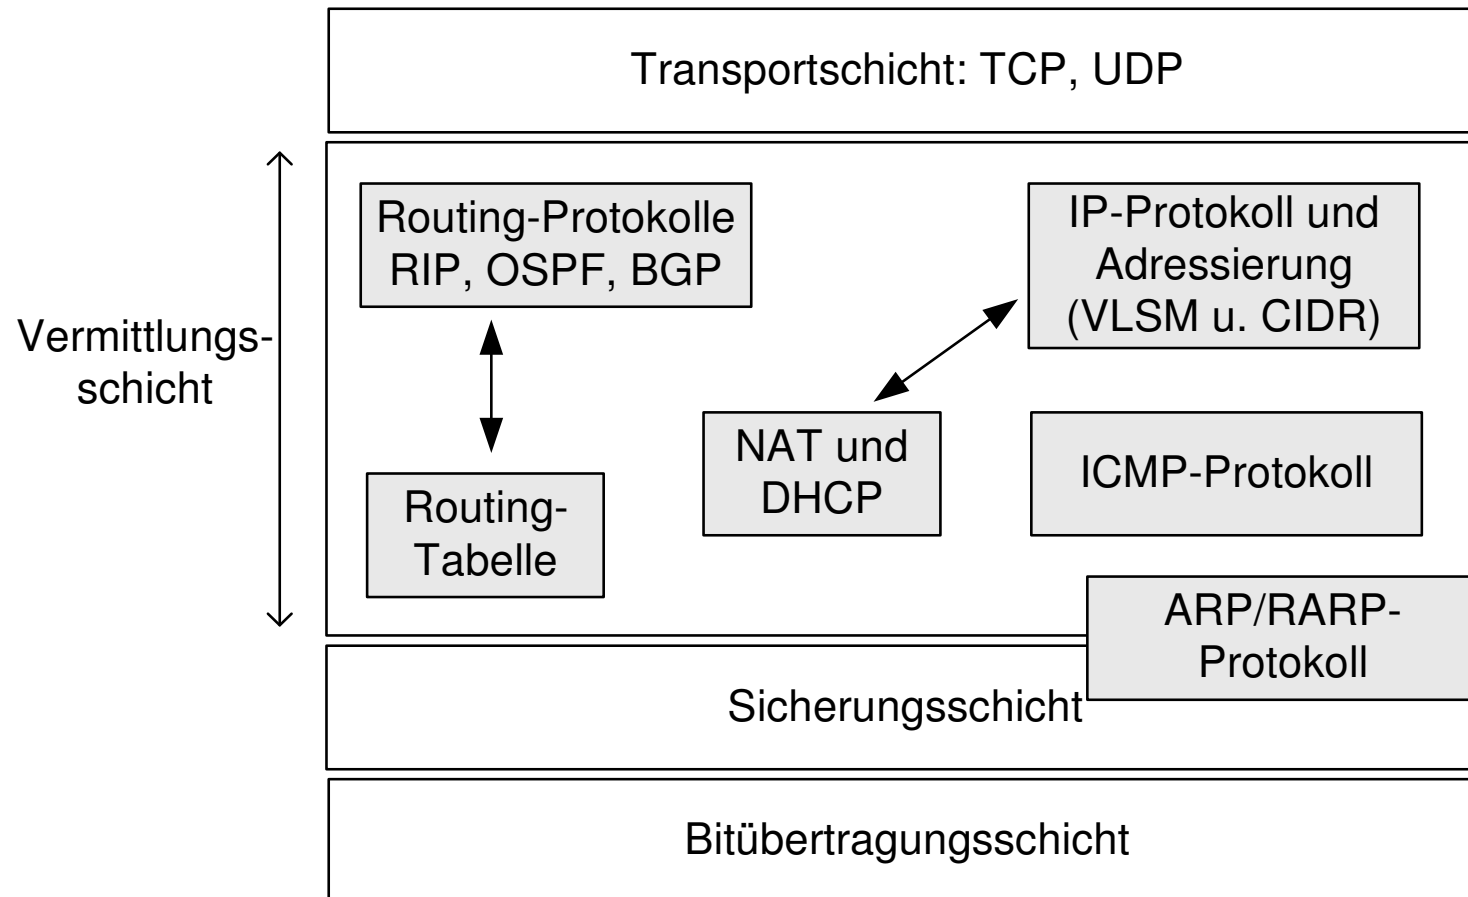 Transportschicht: TCP, UDP
Vermittlungs-
schicht
Routing-Protokolle
RIP, OSPF, BGP
IP-Protokoll und
Adressierung
(VLSM u. CIDR)
NAT und
DHCP
ICMP-Protokoll
Routing-
Tabelle
ARP/RARP-
Protokoll
Sicherungsschicht
Bitübertragungsschicht